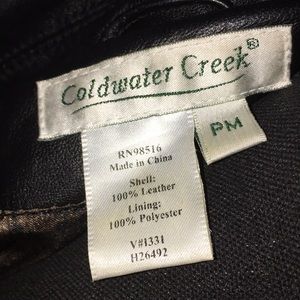 Coldwater Creek®
PM
RN98516
Made in China
Shell:
100% Leather
Lining:
100% Polyester
V#1331
H26492